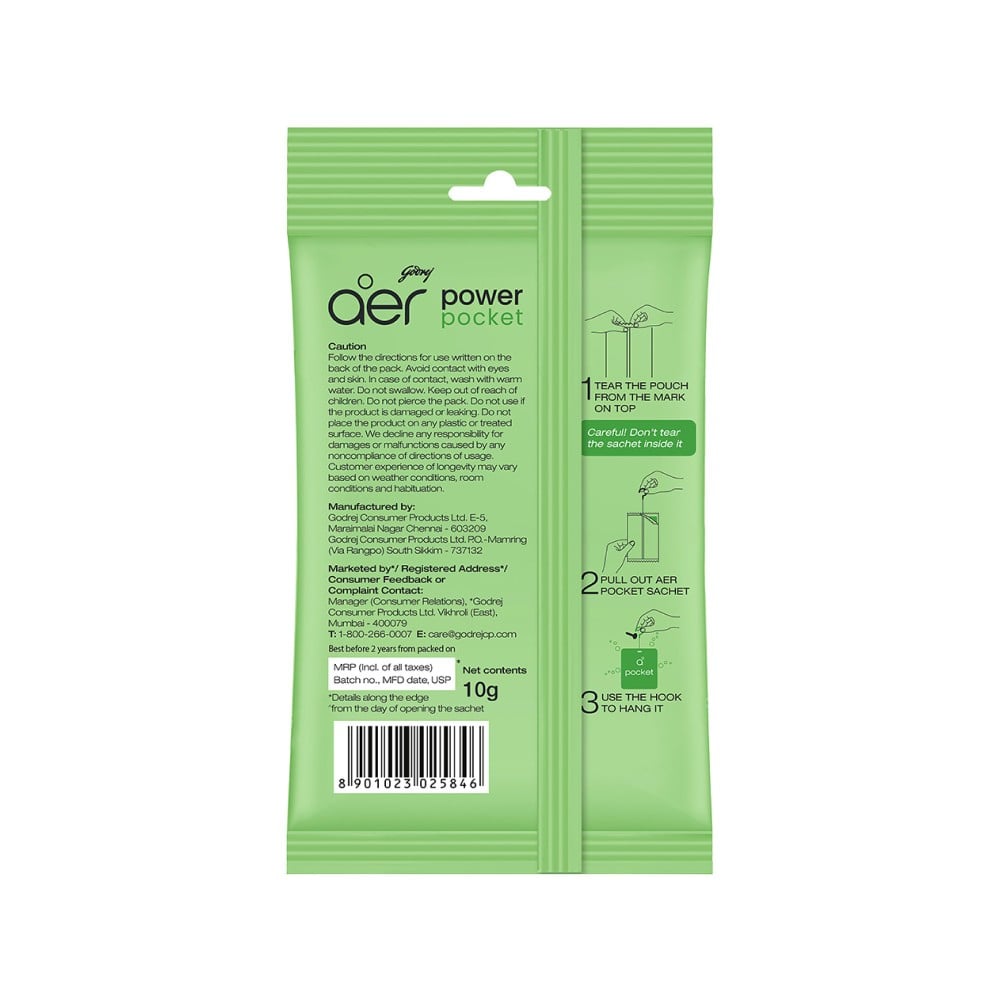 Godrej
aer power
pocket
Caution
Follow the directions for use written on the
back of the pack. Avoid contact with eyes
and skin. In case of contact, wash with warm
water. Do not swallow. Keep out of reach of
children. Do not pierce the pack. Do not use if
the product is damaged or leaking. Do not
place the product on any plastic or treated
surface. We decline any responsibility for
damages or malfunctions caused by any
noncompliance of directions of usage.
Customer experience of longevity may vary
based on weather conditions, room
conditions and habituation.
Manufactured by:
Godrej Consumer Products Ltd. E-5,
Maraimalai Nagar Chennai - 603209
Godrej Consumer Products Ltd. P.O.-Mamring
(Via Rangpo) South Sikkim - 737132
Marketed by*/ Registered Address*/
Consumer Feedback or
Complaint Contact:
Manager (Consumer Relations), *Godrej
Consumer Products Ltd. Vikhroli (East),
Mumbai - 400079
T: 1-800-266-0007 E: care@godrejcp.com
Best before 2 years from packed on
MRP (Incl. of all taxes)
Batch no., MFD date, USP
*
Net contents
10g
*Details along the edge
^from the day of opening the sachet
8 901023 025846
1 TEAR THE POUCH
FROM THE MARK
ON TOP
Careful! Don't tear
the sachet inside it
2 PULL OUT AER
POCKET SACHET
a
pocket
3 USE THE HOOK
TO HANG IT